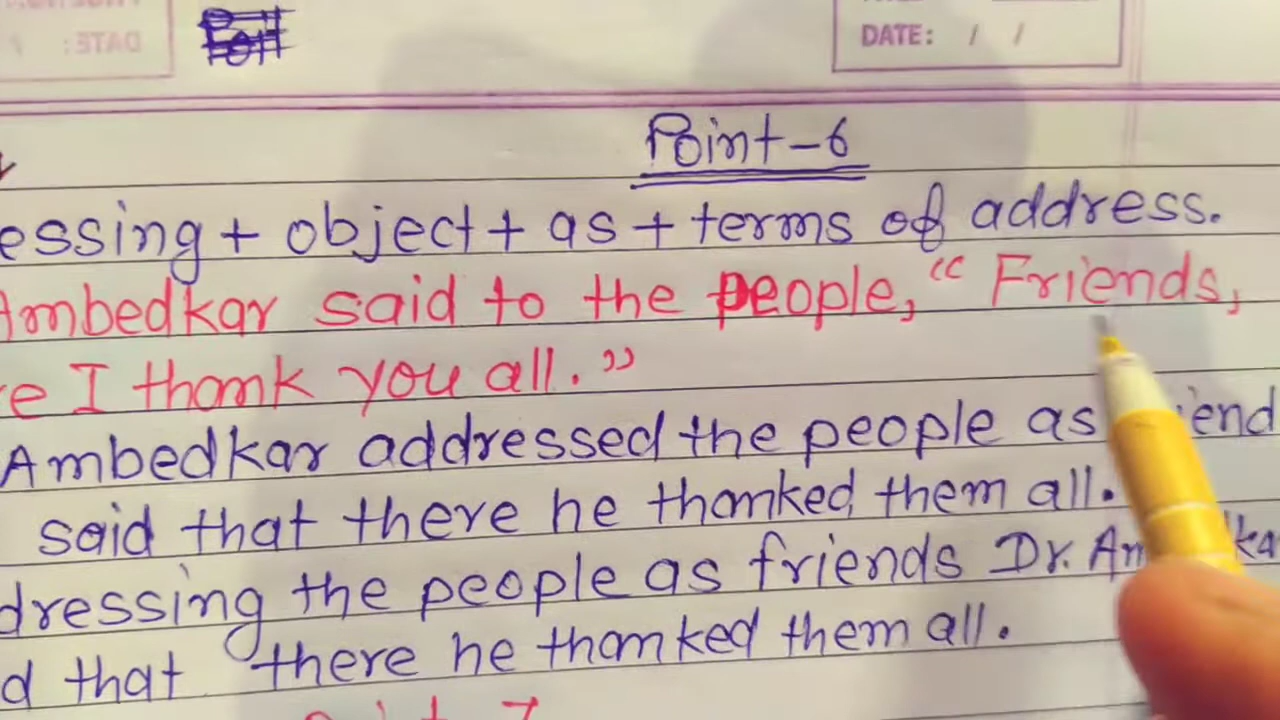 DATE: / /
Point-6
essing + object + as + terms of address.
Ambedkar said to the people, “Friends,
e I thank you all.”
Ambedkar addressed the people as
said that there he thanked them all.
dressing the people as friends Dr.
d that there he thanked them all.